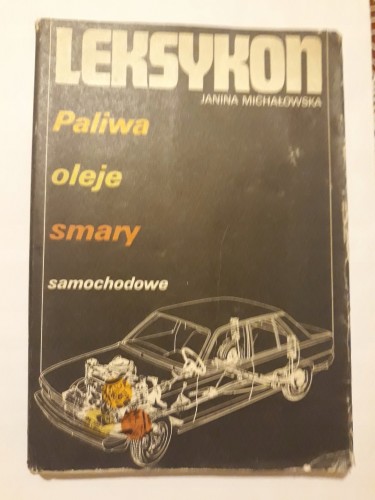 LEKSYKON
JANINA MICHAŁOWSKA
Paliwa
oleje
smary
samochodowe